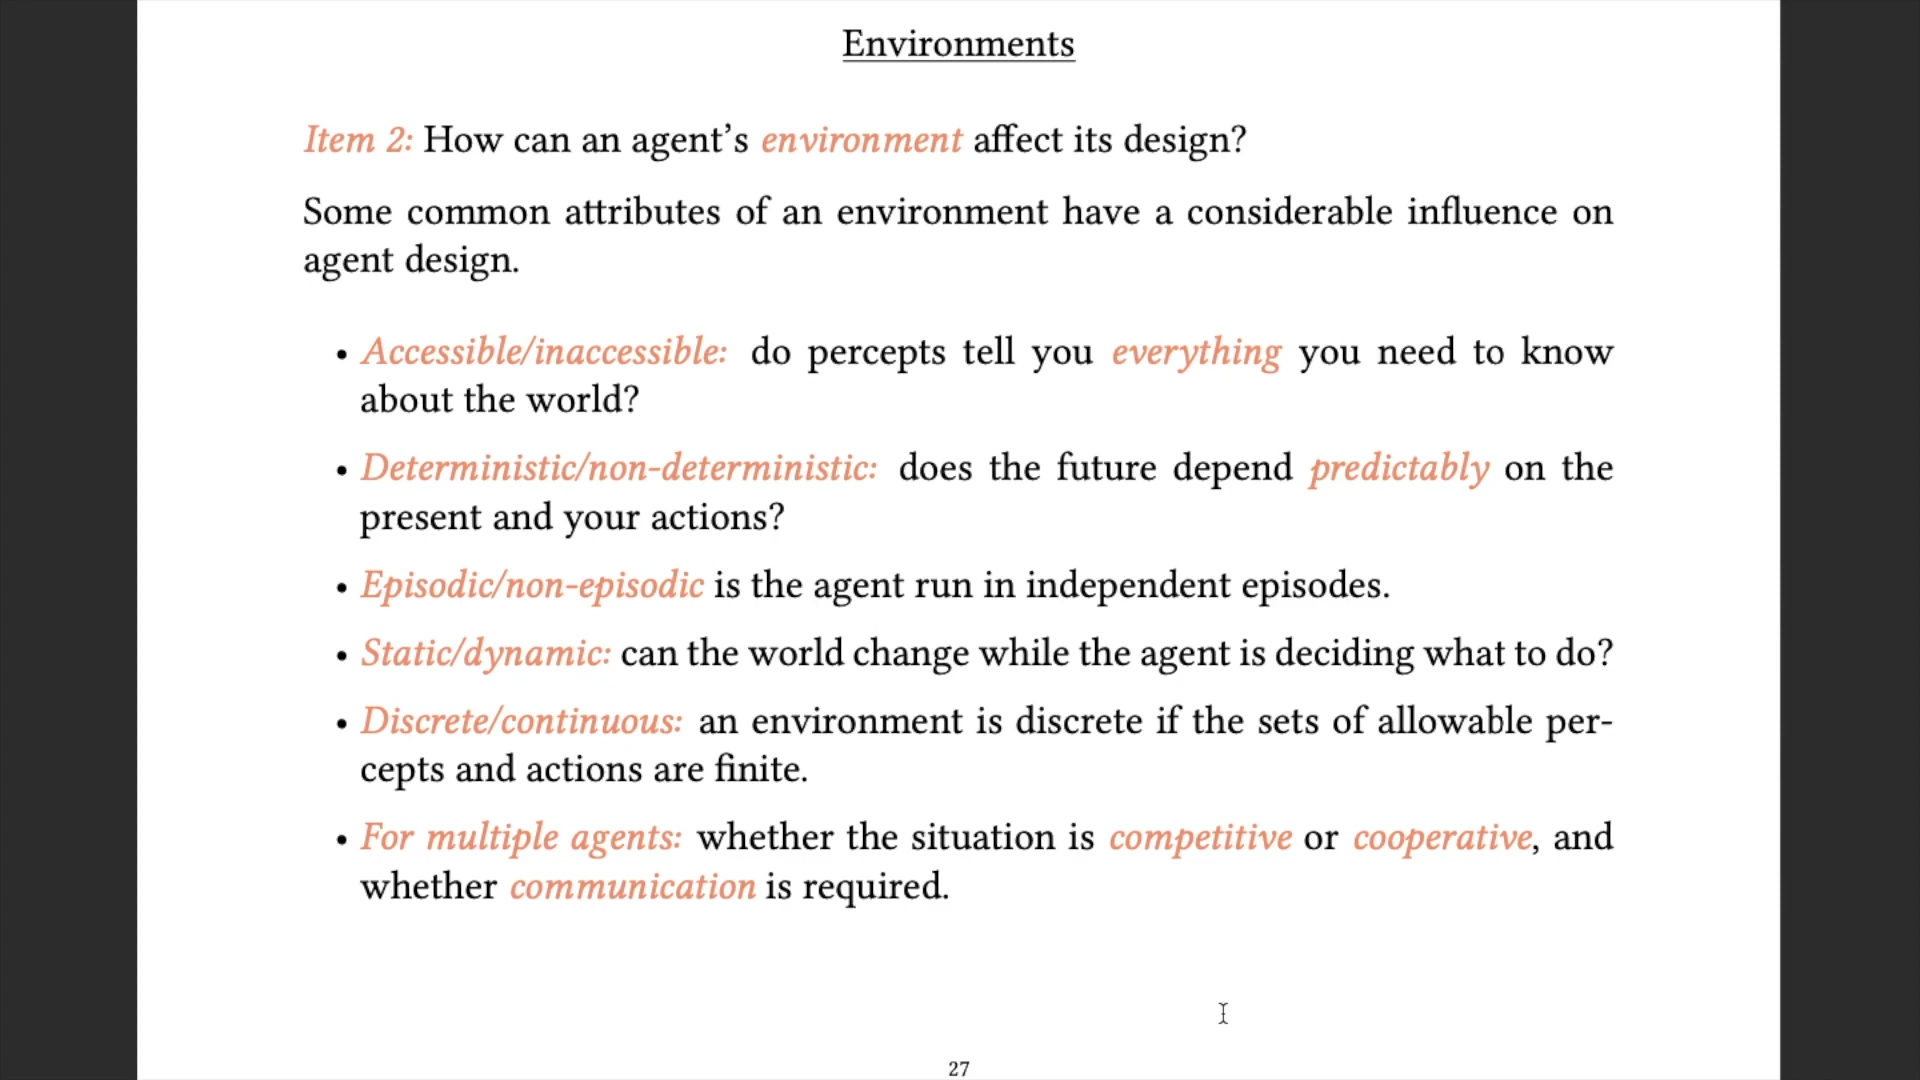 Environments
Item 2: How can an agent’s environment affect its design?
Some common attributes of an environment have a considerable influence on
agent design.
• Accessible/inaccessible: do percepts tell you everything you need to know
about the world?
• Deterministic/non-deterministic: does the future depend predictably on the
present and your actions?
• Episodic/non-episodic is the agent run in independent episodes.
• Static/dynamic: can the world change while the agent is deciding what to do?
• Discrete/continuous: an environment is discrete if the sets of allowable per-
cepts and actions are finite.
• For multiple agents: whether the situation is competitive or cooperative, and
whether communication is required.
27